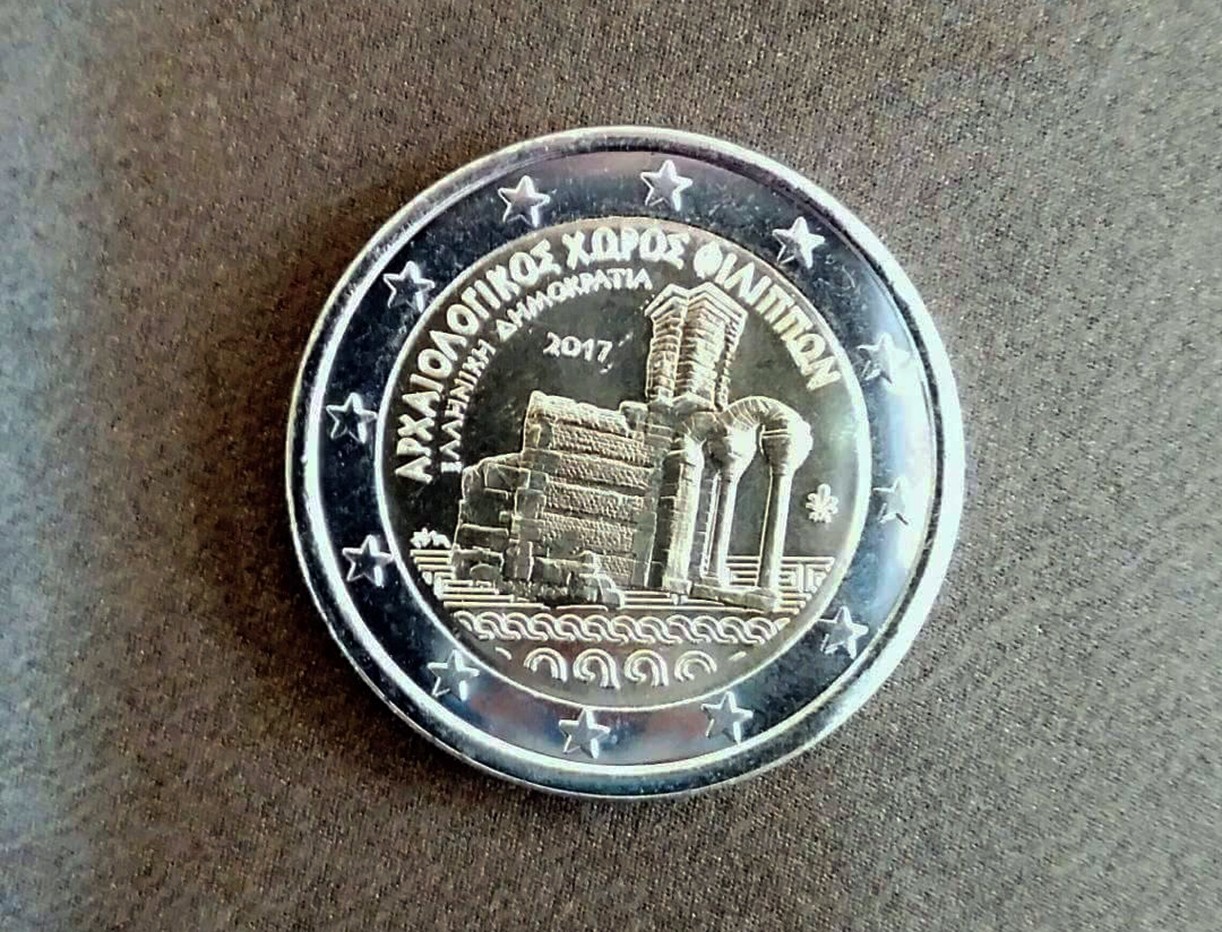 ΑΡΧΑΙΟΛΟΓΙΚΟΣ ΧΩΡΟΣ ΦΙΛΙΠΠΩΝ
ΕΛΛΗΝΙΚΗ ΔΗΜΟΚΡΑΤΙΑ
2017